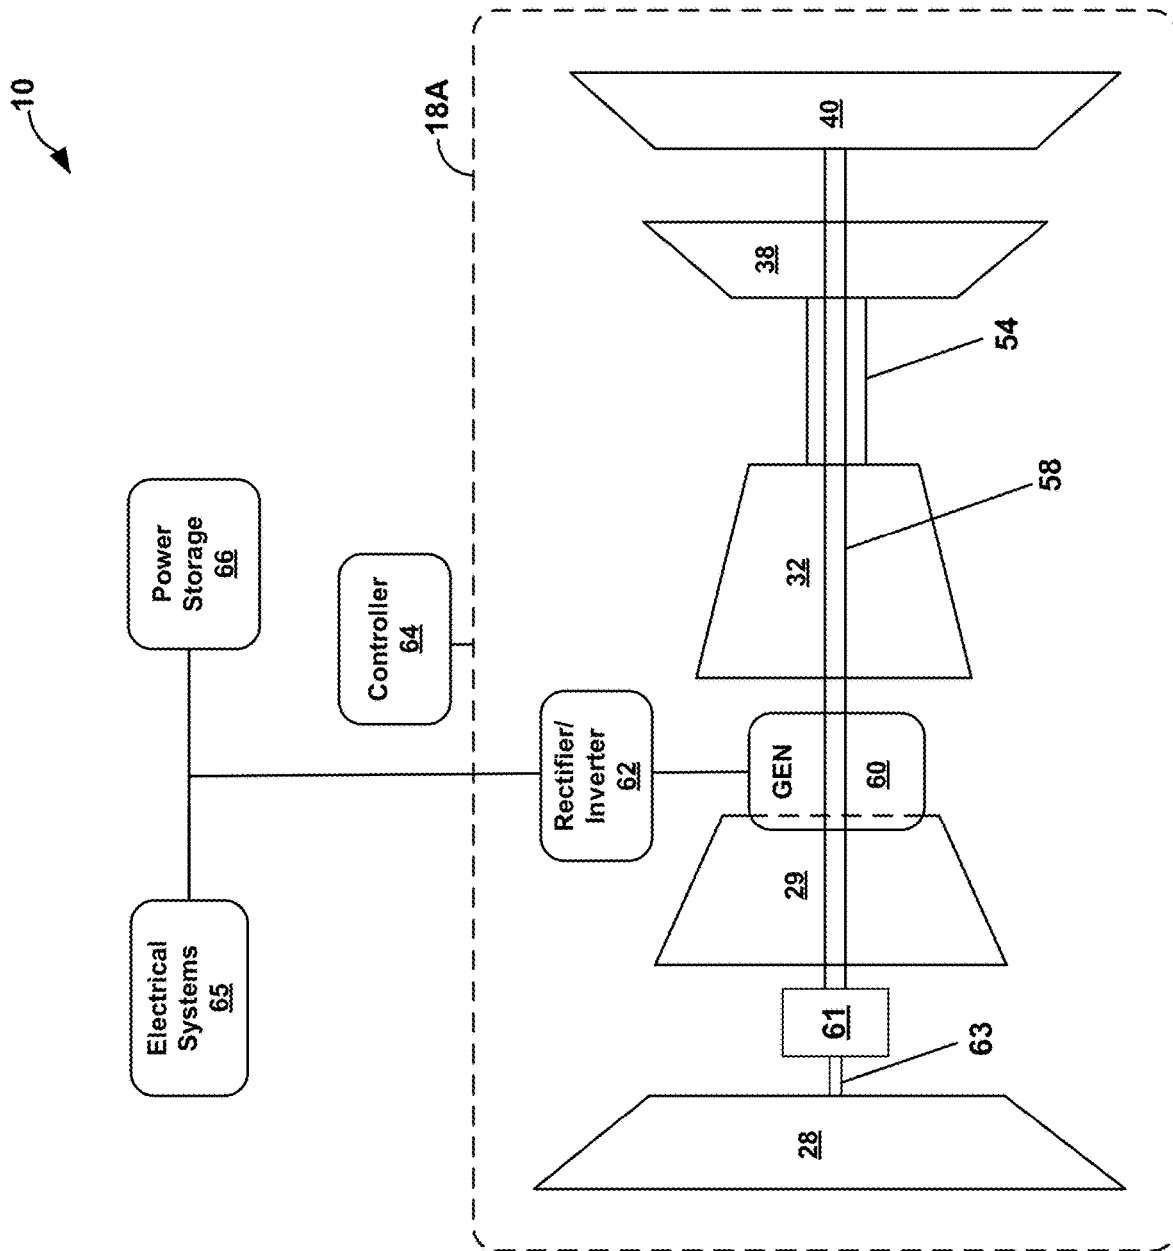 10
Electrical
Systems
65
Power
Storage
66
Controller
64
18A
Rectifier/
Inverter
62
GEN
60
28
61
63
29
32
58
54
38
40